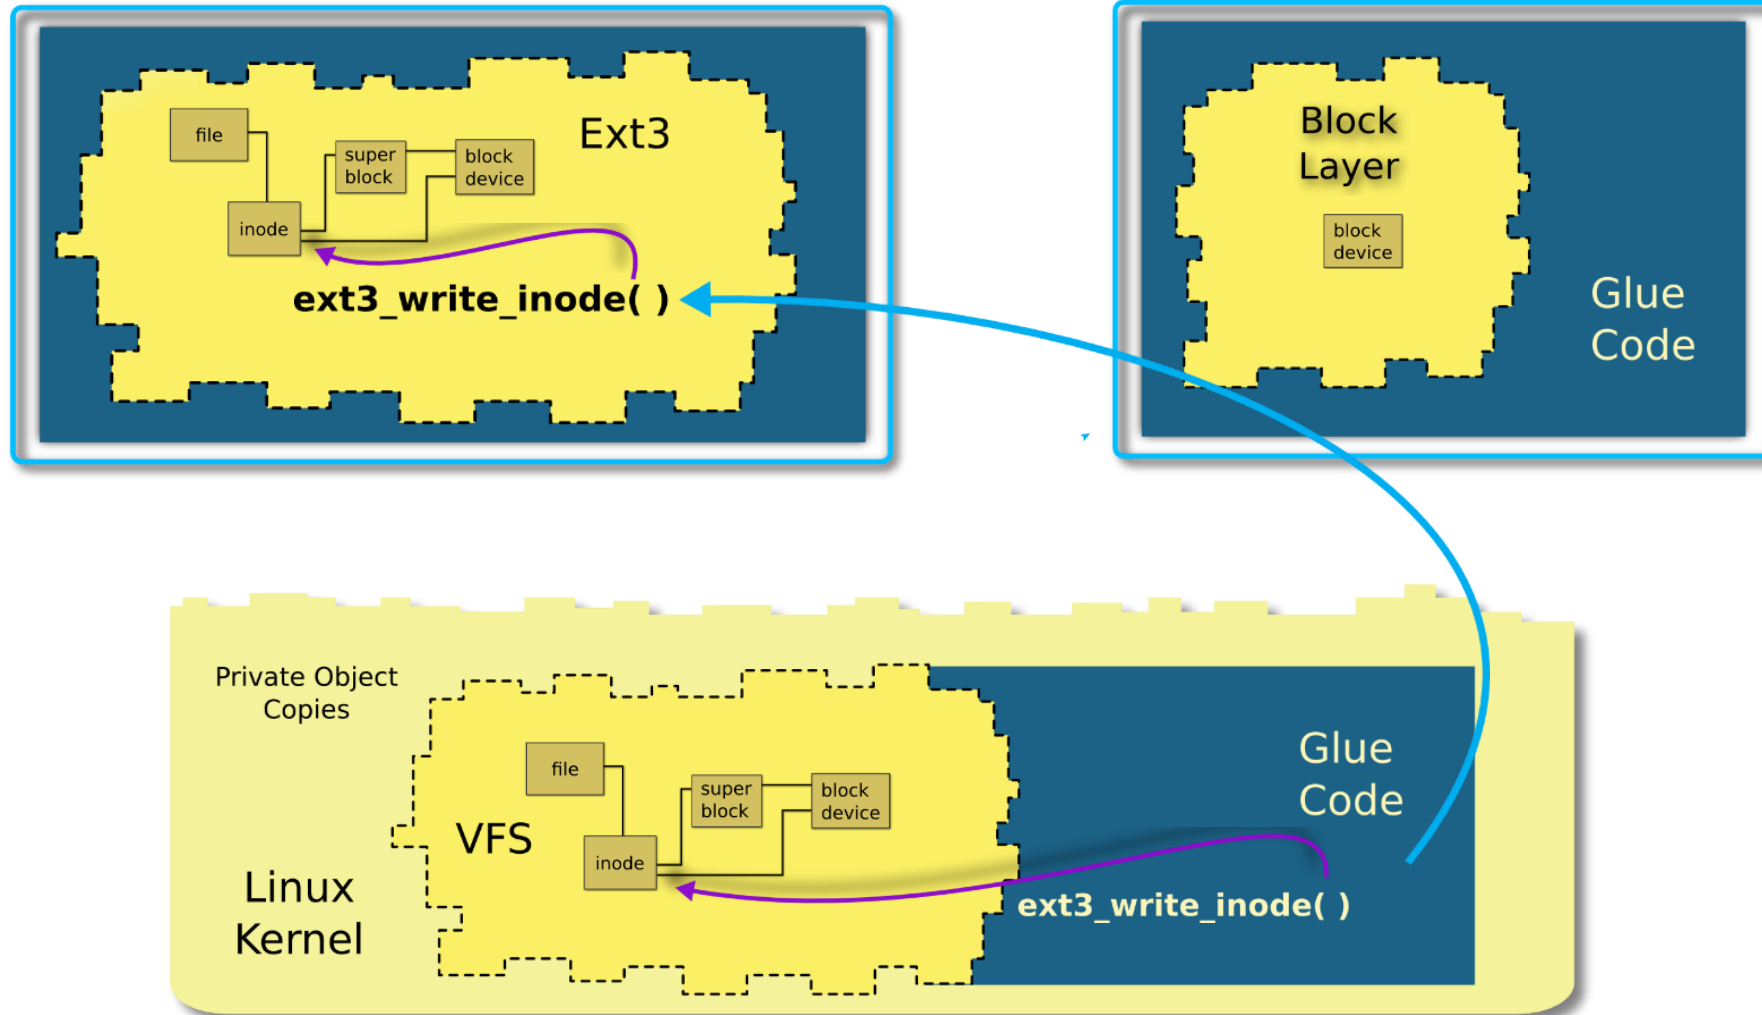 Ext3
file
super
block
block
device
inode
ext3_write_inode( )
Block
Layer
block
device
Glue
Code
Private Object
Copies
VFS
file
super
block
block
device
inode
Linux
Kernel
Glue
Code
ext3_write_inode( )